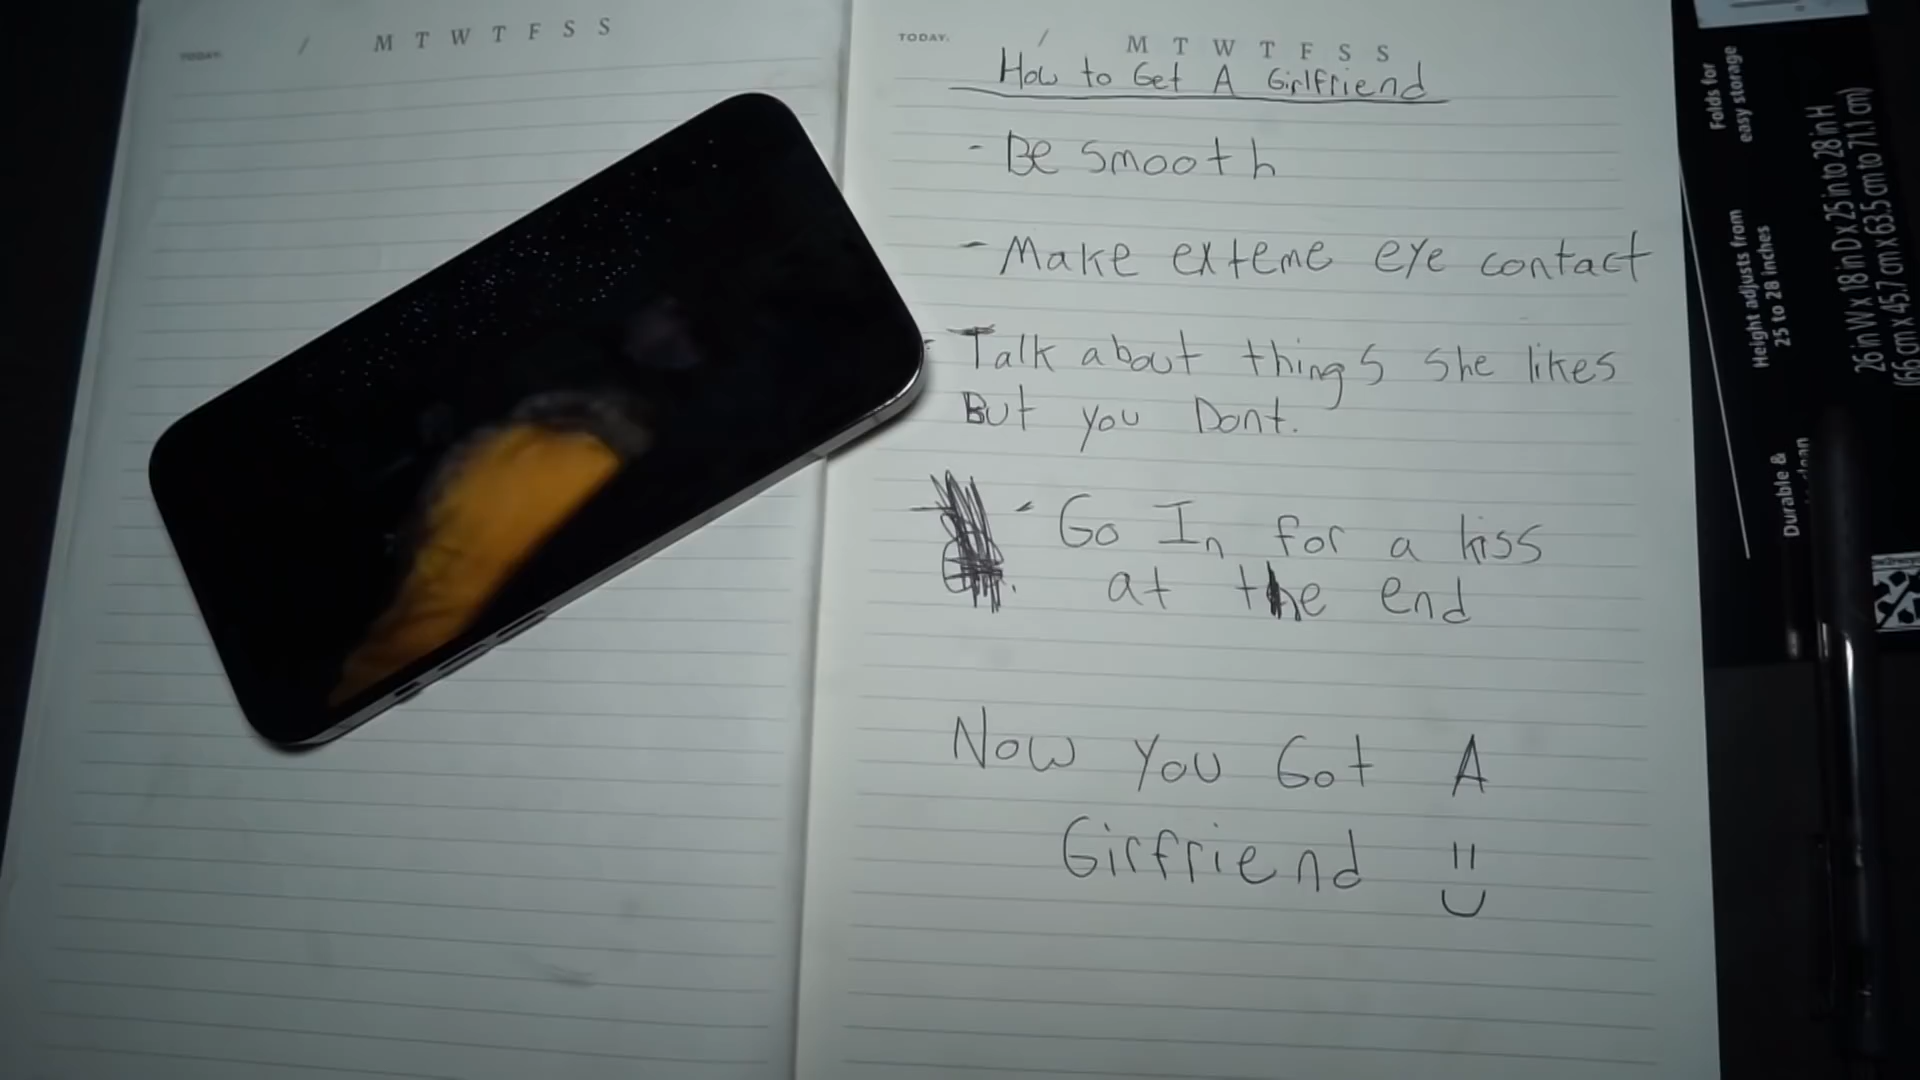 TODAY: / M T W T F S S
TODAY: / M T W T F S S
How to Get A Girlfriend
- Be smooth
- Make exteme eye contact
- Talk about things she likes
But you Dont.
- Go In for a kiss
at the end
Now You Got A
Girfriend
Folds for
easy storage
Height adjusts from
25 to 28 inches
26 in W x 18 in D x 25 in to 28 in H
(66 cm x 45.7 cm x 63.5 cm to 71.1 cm)
Durable &